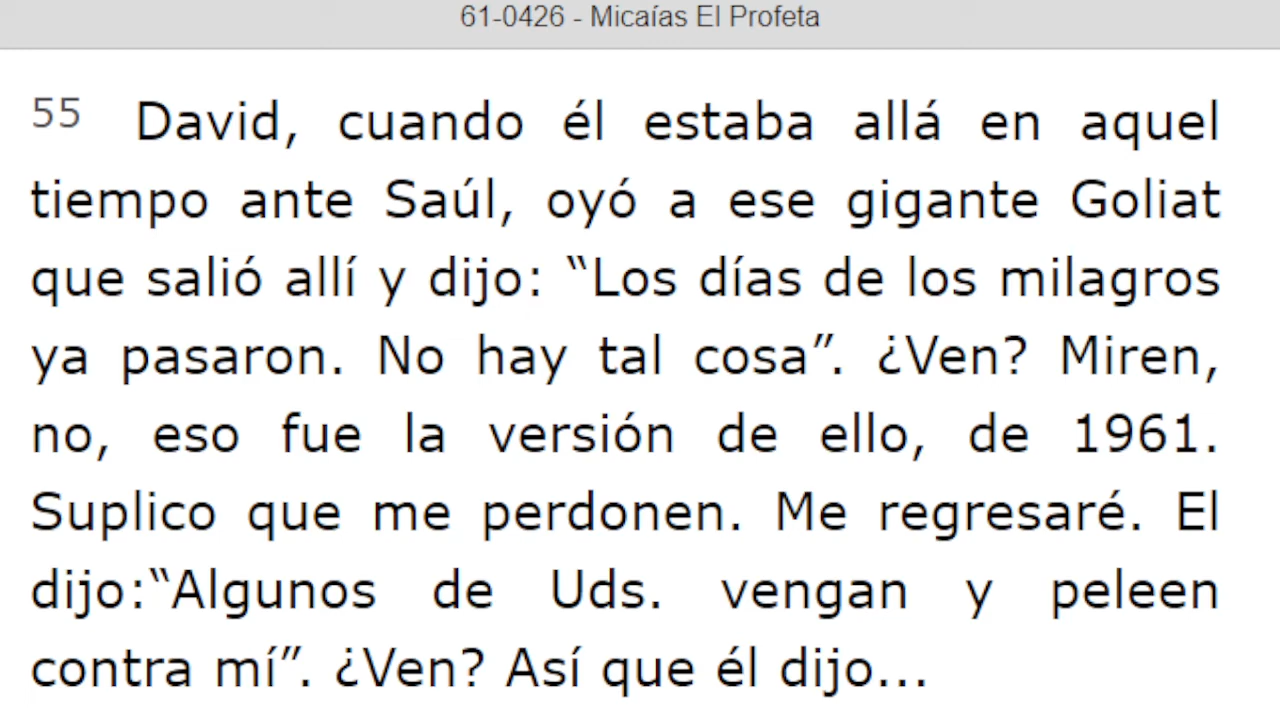 61-0426 - Micaías El Profeta
55 David, cuando él estaba allá en aquel
tiempo ante Saúl, oyó a ese gigante Goliat
que salió allí y dijo: “Los días de los milagros
ya pasaron. No hay tal cosa”. ¿Ven? Miren,
no, eso fue la versión de ello, de 1961.
Suplico que me perdonen. Me regresaré. El
dijo:“Algunos de Uds. vengan y peleen
contra mí”. ¿Ven? Así que él dijo...